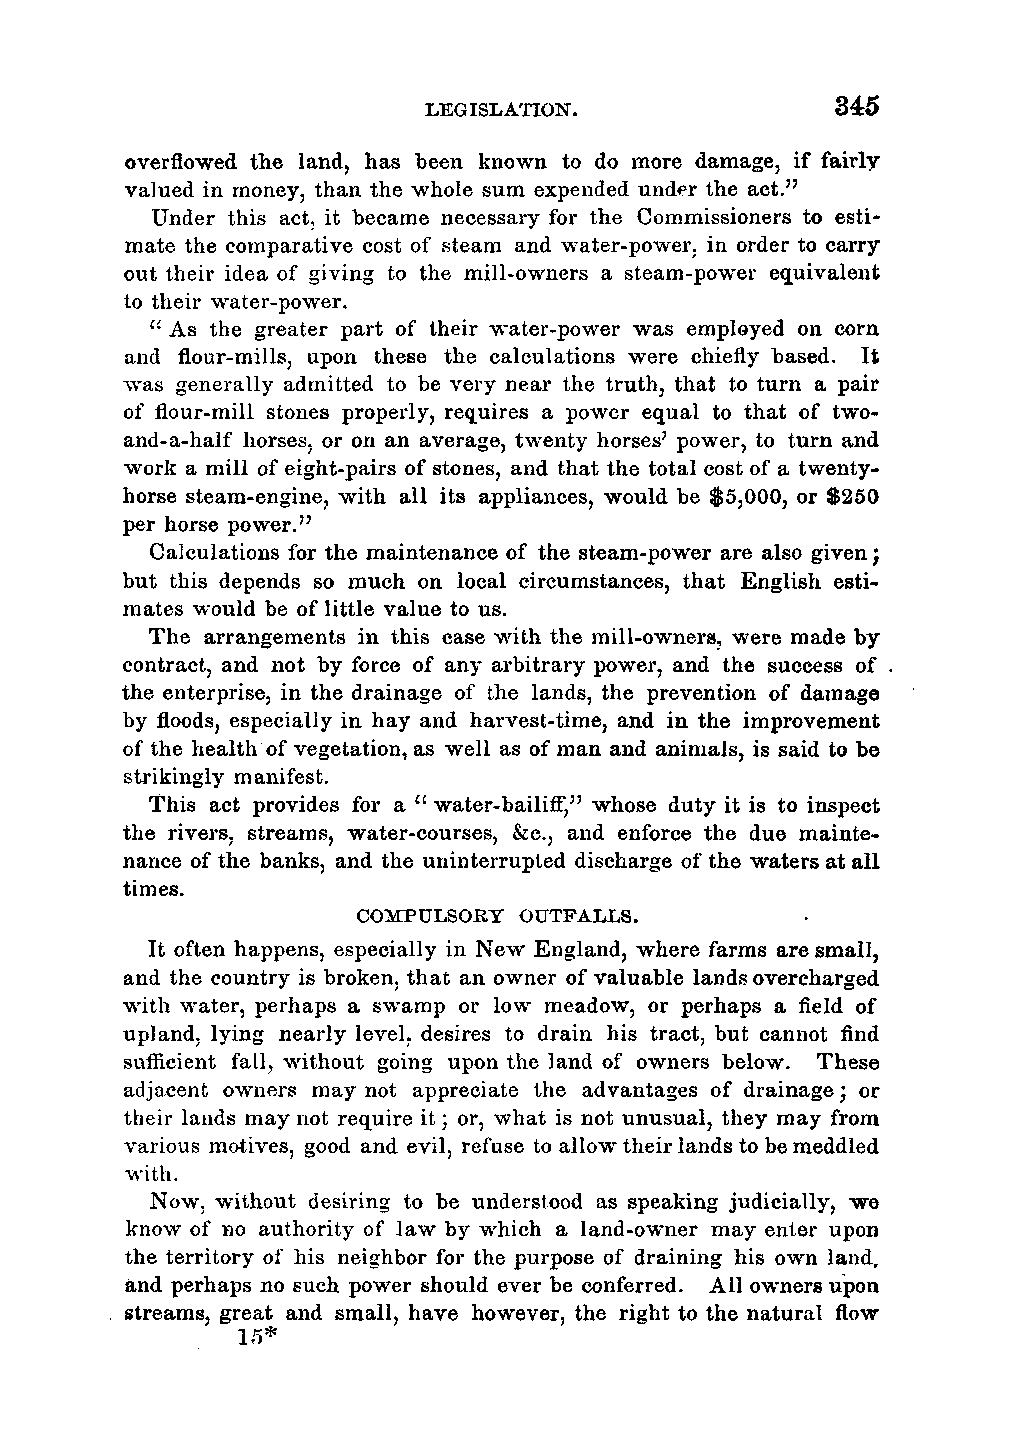 LEGISLATION. 345
overflowed the land, has been known to do more damage, if fairly
valued in money, than the whole sum expended under the act.”
Under this act, it became necessary for the Commissioners to esti-
mate the comparative cost of steam and water-power, in order to carry
out their idea of giving to the mill-owners a steam-power equivalent
to their water-power.
“ As the greater part of their water-power was employed on corn
and flour-mills, upon these the calculations were chiefly based. It
was generally admitted to be very near the truth, that to turn a pair
of flour-mill stones properly, requires a power equal to that of two-
and-a-half horses, or on an average, twenty horses’ power, to turn and
work a mill of eight-pairs of stones, and that the total cost of a twenty-
horse steam-engine, with all its appliances, would be $5,000, or $250
per horse power.”
Calculations for the maintenance of the steam-power are also given;
but this depends so much on local circumstances, that English esti-
mates would be of little value to us.
The arrangements in this case with the mill-owners, were made by
contract, and not by force of any arbitrary power, and the success of
the enterprise, in the drainage of the lands, the prevention of damage
by floods, especially in hay and harvest-time, and in the improvement
of the health of vegetation, as well as of man and animals, is said to be
strikingly manifest.
This act provides for a “ water-bailiff,” whose duty it is to inspect
the rivers, streams, water-courses, &c., and enforce the due mainte-
nance of the banks, and the uninterrupted discharge of the waters at all
times.
COMPULSORY OUTFALLS.
It often happens, especially in New England, where farms are small,
and the country is broken, that an owner of valuable lands overcharged
with water, perhaps a swamp or low meadow, or perhaps a field of
upland, lying nearly level, desires to drain his tract, but cannot find
sufficient fall, without going upon the land of owners below. These
adjacent owners may not appreciate the advantages of drainage; or
their lands may not require it; or, what is not unusual, they may from
various motives, good and evil, refuse to allow their lands to be meddled
with.
Now, without desiring to be understood as speaking judicially, we
know of no authority of law by which a land-owner may enter upon
the territory of his neighbor for the purpose of draining his own land,
and perhaps no such power should ever be conferred. All owners upon
streams, great and small, have however, the right to the natural flow
15*